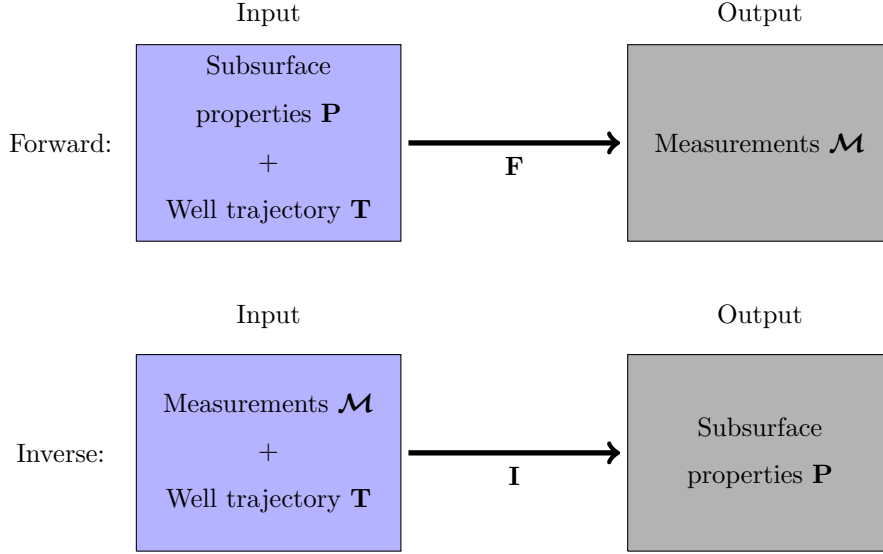 Input
Output
Forward:
Subsurface
properties P
+
Well trajectory T
F
Measurements ℳ
Input
Output
Inverse:
Measurements ℳ
+
Well trajectory T
I
Subsurface
properties P